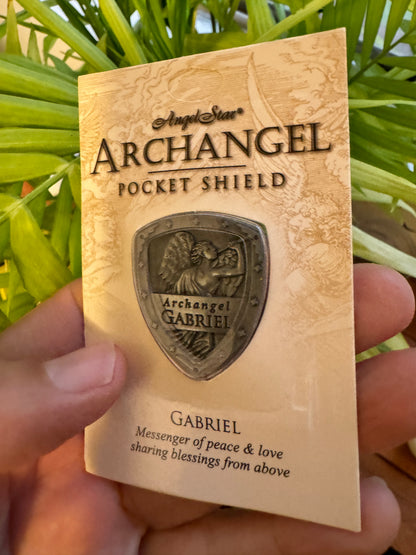 AngelStar®
ARCHANGEL
POCKET SHIELD
Archangel
GABRIEL
GABRIEL
Messenger of peace & love
sharing blessings from above